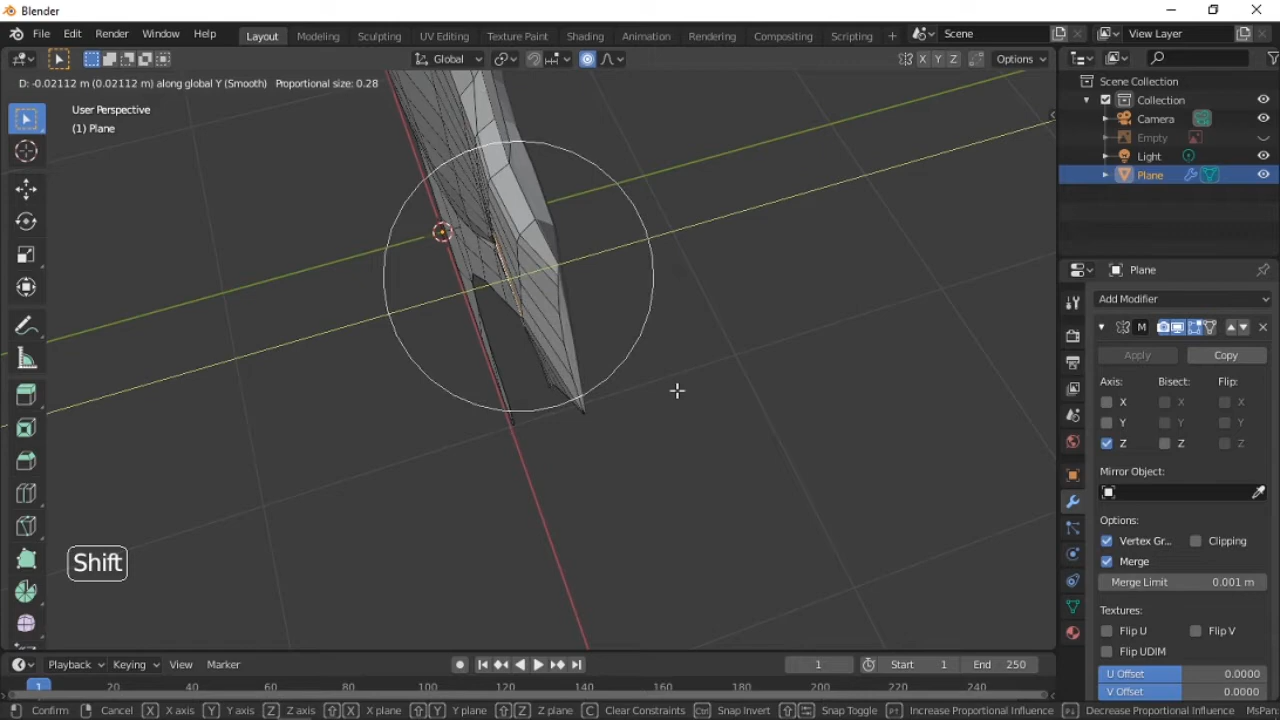 Blender
File Edit Render Window Help Layout Modeling Sculpting UV Editing Texture Paint Shading Animation Rendering Compositing Scripting + Scene View Layer
Global X Y Z Options
D: -0.02112 m (0.02112 m) along global Y (Smooth) Proportional size: 0.28
User Perspective
(1) Plane
Scene Collection
Collection
Camera
Empty
Light
Plane
Plane
Add Modifier
M
Apply Copy
Axis: Bisect: Flip:
X X X
Y Y Y
Z Z Z
Mirror Object:
Options:
Vertex Gr... Clipping
Merge
Merge Limit 0.001 m
Textures:
Flip U Flip V
Flip UDIM
U Offset 0.0000
V Offset 0.0000
Shift
Playback Keying View Marker 1 Start 1 End 250
1 20 40 60 80 100 120 140 160 180 200 220 240
Confirm Cancel X X axis Y Y axis Z Z axis X X plane Y Y plane Z Z plane C Clear Constraints Ctrl Snap Invert Snap Toggle Increase Proportional Influence Decrease Proportional Influence MsPan: